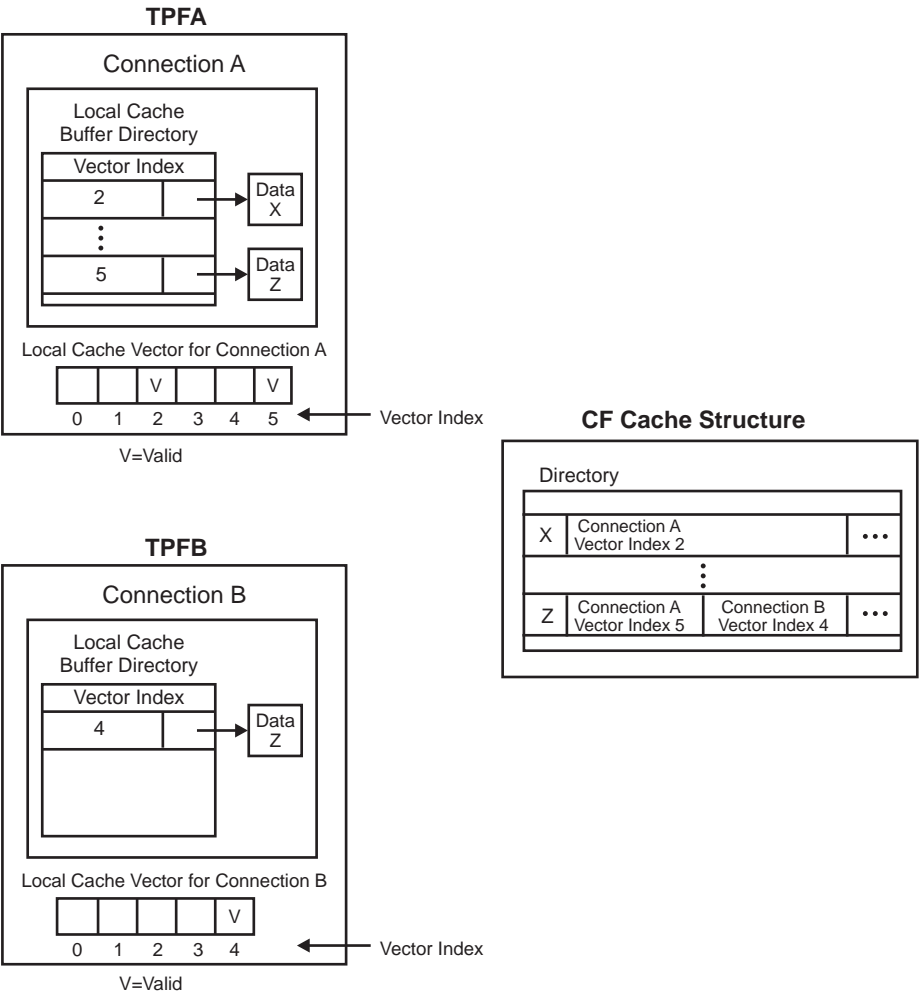 TPFA
Connection A
Local Cache
Buffer Directory
Vector Index
2
Data
X
5
Data
Z
Local Cache Vector for Connection A
V V
0 1 2 3 4 5
Vector Index
V=Valid
CF Cache Structure
Directory
X
Connection A
Vector Index 2
Z
Connection A
Vector Index 5
Connection B
Vector Index 4
TPFB
Connection B
Local Cache
Buffer Directory
Vector Index
4
Data
Z
Local Cache Vector for Connection B
V
0 1 2 3 4
Vector Index
V=Valid